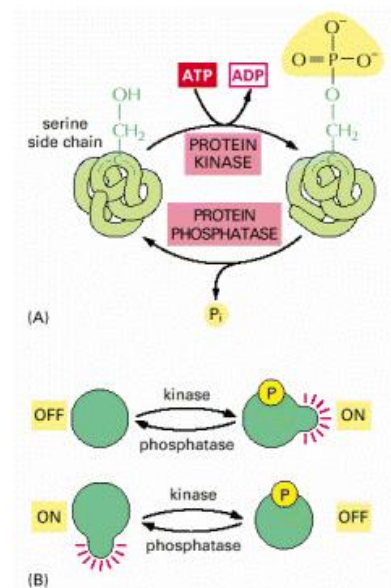 O⁻
O=P—O⁻
O
CH₂
ATP
ADP
OH
CH₂
serine
side chain
PROTEIN
KINASE
PROTEIN
PHOSPHATASE
Pᵢ
(A)
OFF
kinase
phosphatase
P
ON
ON
kinase
phosphatase
P
OFF
(B)